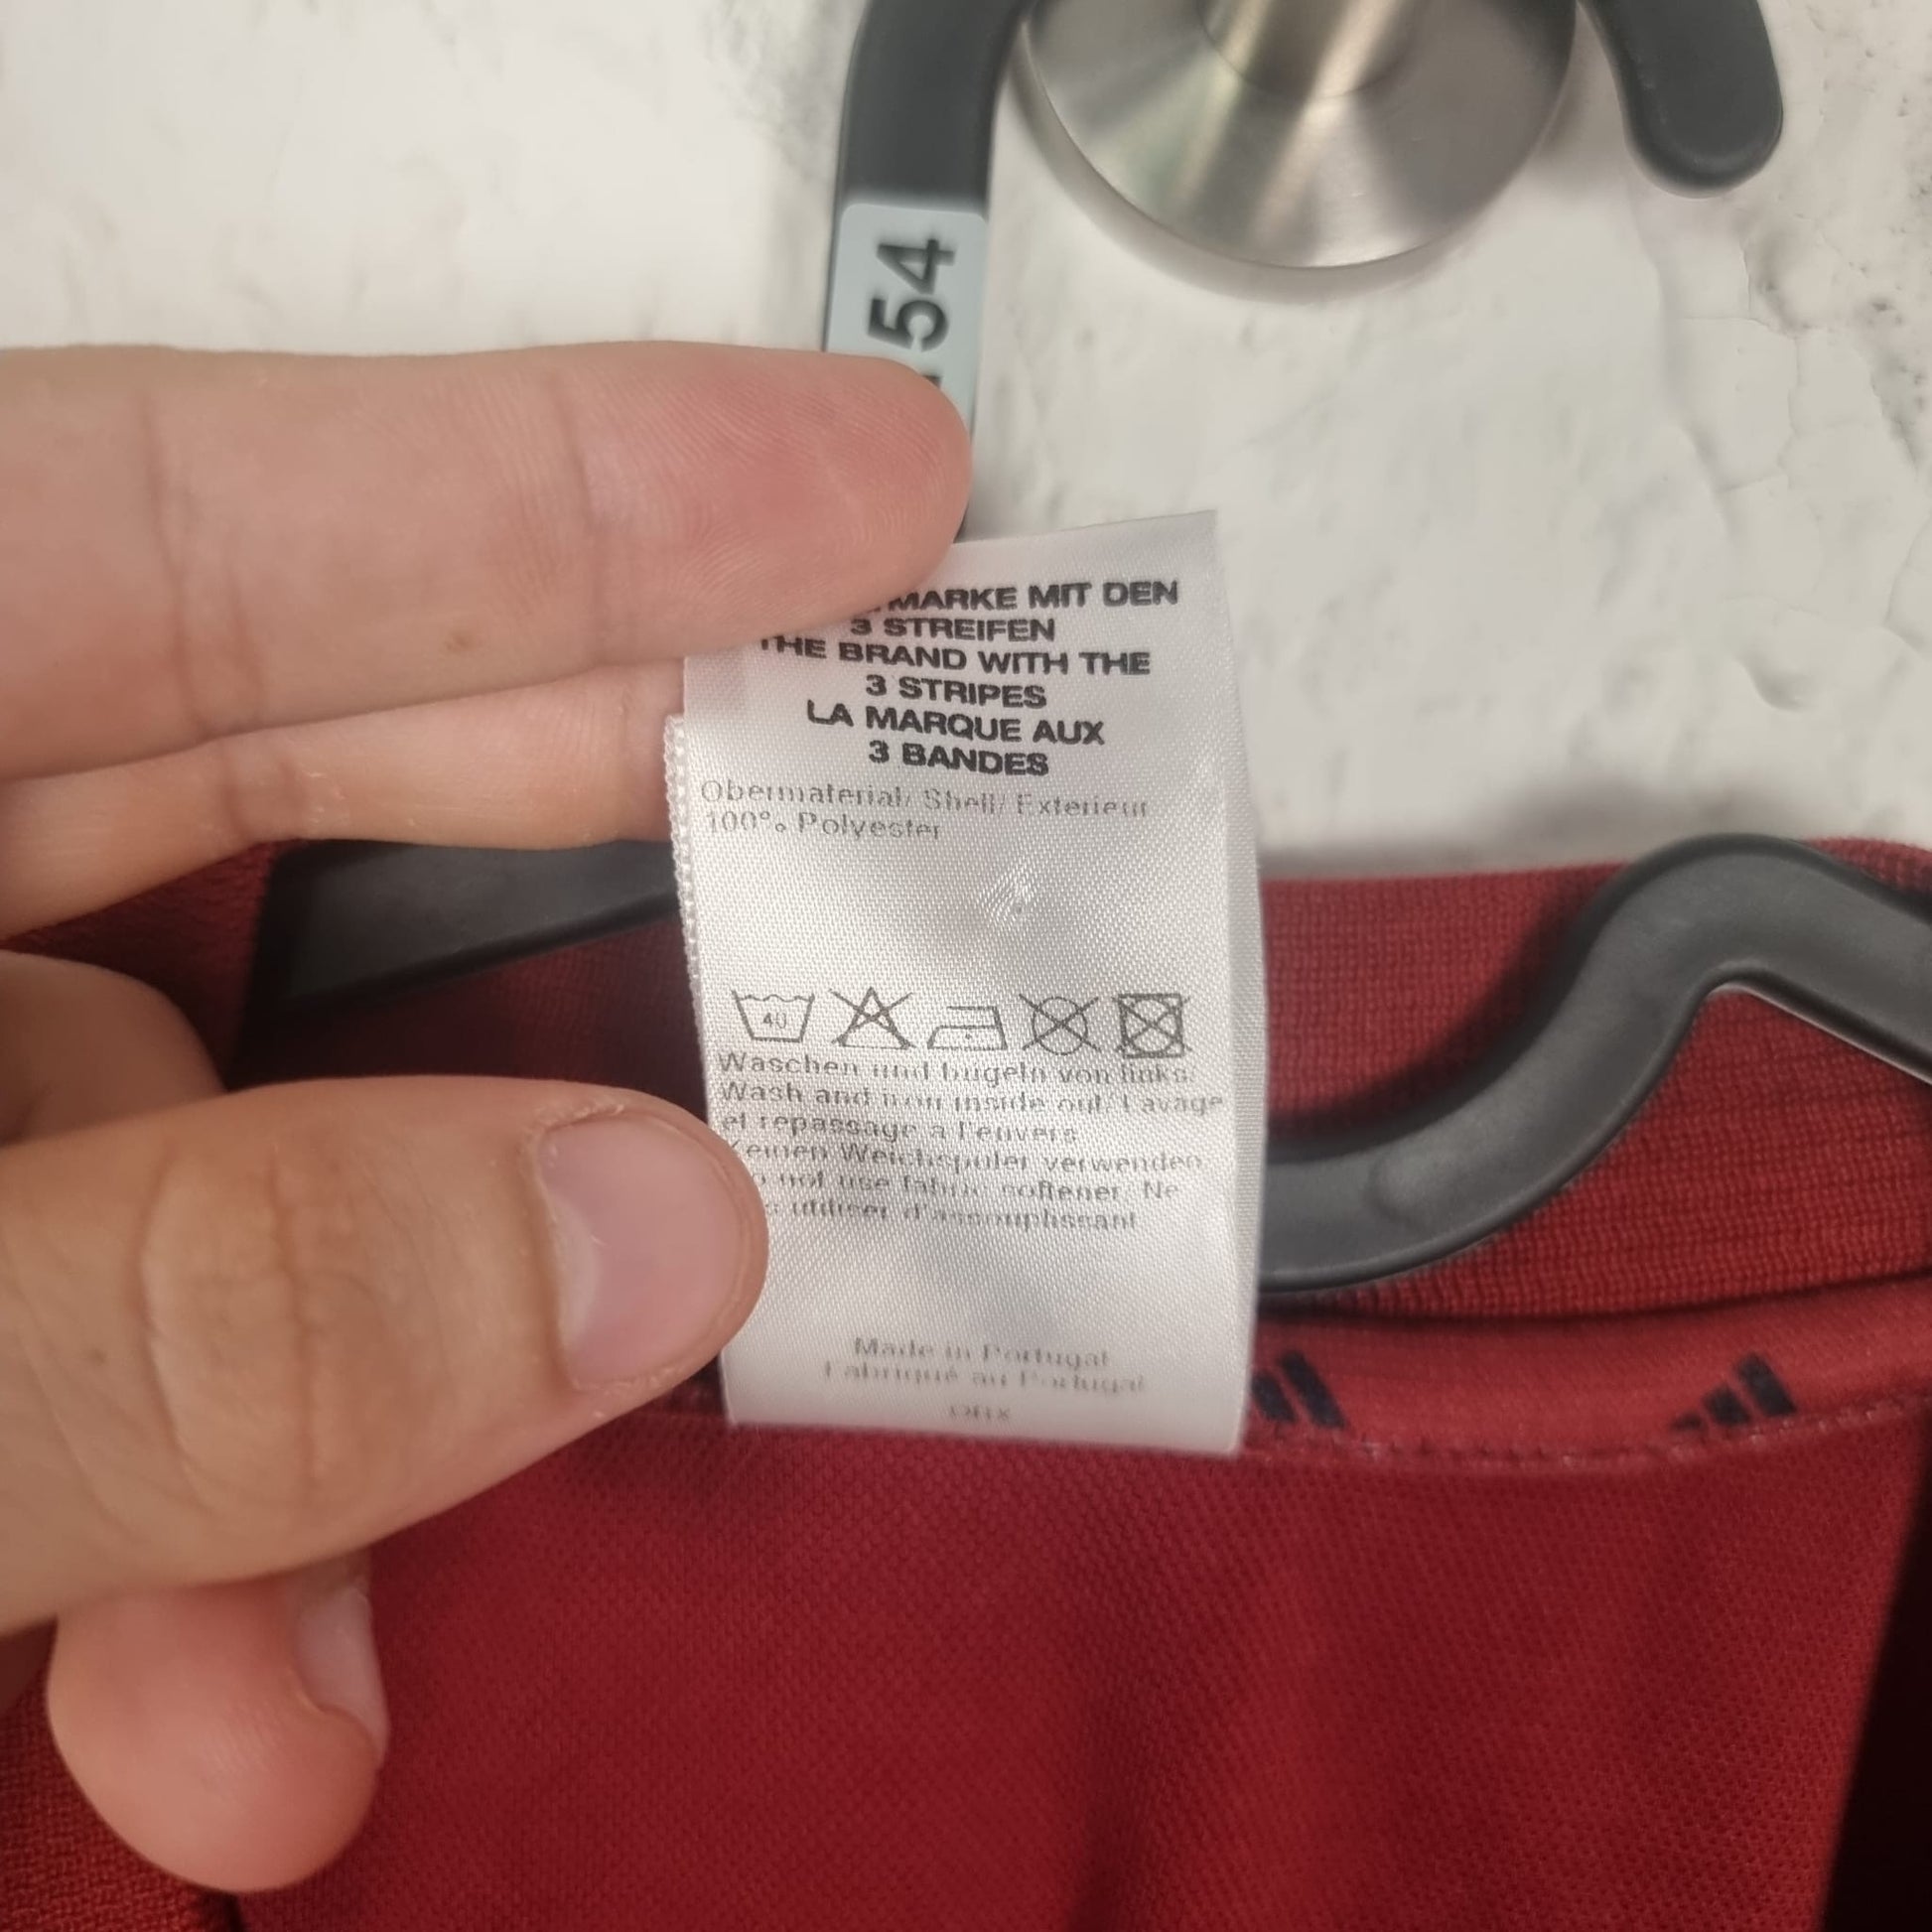 54
MARKE MIT DEN
3 STREIFEN
THE BRAND WITH THE
3 STRIPES
LA MARQUE AUX
3 BANDES
Obermaterial/ Shell/ Exterieur
100% Polyester
40
Waschen und bugeln von links.
Wash and iron inside out/ Lavage
et repassage a l'envers
Keinen Weichspuler verwenden
not use fabric softener. Ne
utiliser d'assouplissant
Made in Portugal
Fabriqué au Portugal